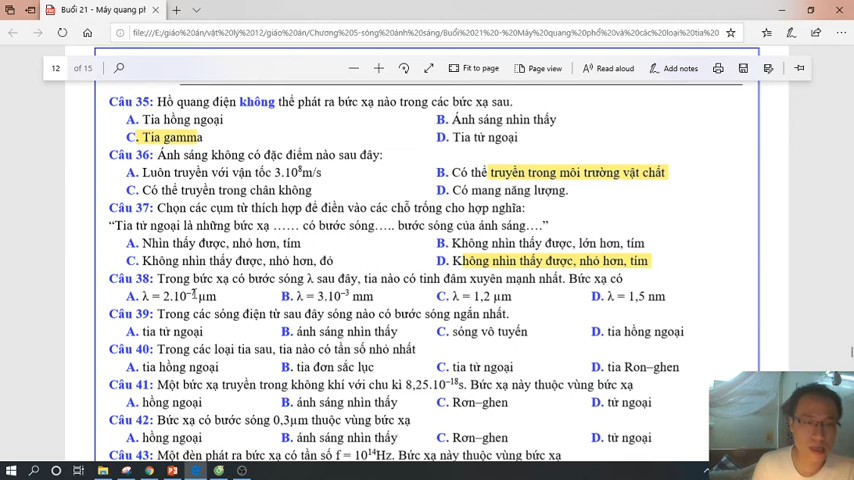 Buổi 21 - Máy quang ph
file:///E:/giáo án/vật lý 2012/giáo án/Chương 5-sóng ánh sáng/Buổi%2021%20-%20Máy%20quang%20phổ%20và%20các%20loại%20tia%20
12 of 15
Fit to page
Page view
Read aloud
Add notes
Câu 35: Hồ quang điện không thể phát ra bức xạ nào trong các bức xạ sau.
A. Tia hồng ngoại B. Ánh sáng nhìn thấy
C. Tia gamma D. Tia tử ngoại
Câu 36: Ánh sáng không có đặc điểm nào sau đây:
A. Luôn truyền với vận tốc 3.10⁸m/s B. Có thể truyền trong môi trường vật chất
C. Có thể truyền trong chân không D. Có mang năng lượng.
Câu 37: Chọn các cụm từ thích hợp để điền vào các chỗ trống cho hợp nghĩa:
“Tia tử ngoại là những bức xạ …… có bước sóng….. bước sóng của ánh sáng….”
A. Nhìn thấy được, nhỏ hơn, tím B. Không nhìn thấy được, lớn hơn, tím
C. Không nhìn thấy được, nhỏ hơn, đỏ D. Không nhìn thấy được, nhỏ hơn, tím
Câu 38: Trong bức xạ có bước sóng λ sau đây, tia nào có tính đâm xuyên mạnh nhất. Bức xạ có
A. λ = 2.10⁻⁷ µm B. λ = 3.10⁻³ mm C. λ = 1,2 µm D. λ = 1,5 nm
Câu 39: Trong các sóng điện từ sau đây sóng nào có bước sóng ngắn nhất.
A. tia tử ngoại B. ánh sáng nhìn thấy C. sóng vô tuyến D. tia hồng ngoại
Câu 40: Trong các loại tia sau, tia nào có tần số nhỏ nhất
A. tia hồng ngoại B. tia đơn sắc lục C. tia tử ngoại D. tia Rơn–ghen
Câu 41: Một bức xạ truyền trong không khí với chu kì 8,25.10⁻¹⁸s. Bức xạ này thuộc vùng bức xạ
A. hồng ngoại B. ánh sáng nhìn thấy C. Rơn–ghen D. tử ngoại
Câu 42: Bức xạ có bước sóng 0,3µm thuộc vùng bức xạ
A. hồng ngoại B. ánh sáng nhìn thấy C. Rơn–ghen D. tử ngoại
Câu 43: Một đèn phát ra bức xạ có tần số f = 10¹⁴Hz. Bức xạ này thuộc vùng bức xạ